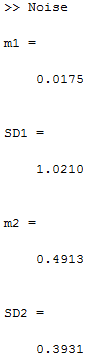 >> Noise
m1 =
0.0175
SD1 =
1.0210
m2 =
0.4913
SD2 =
0.3931